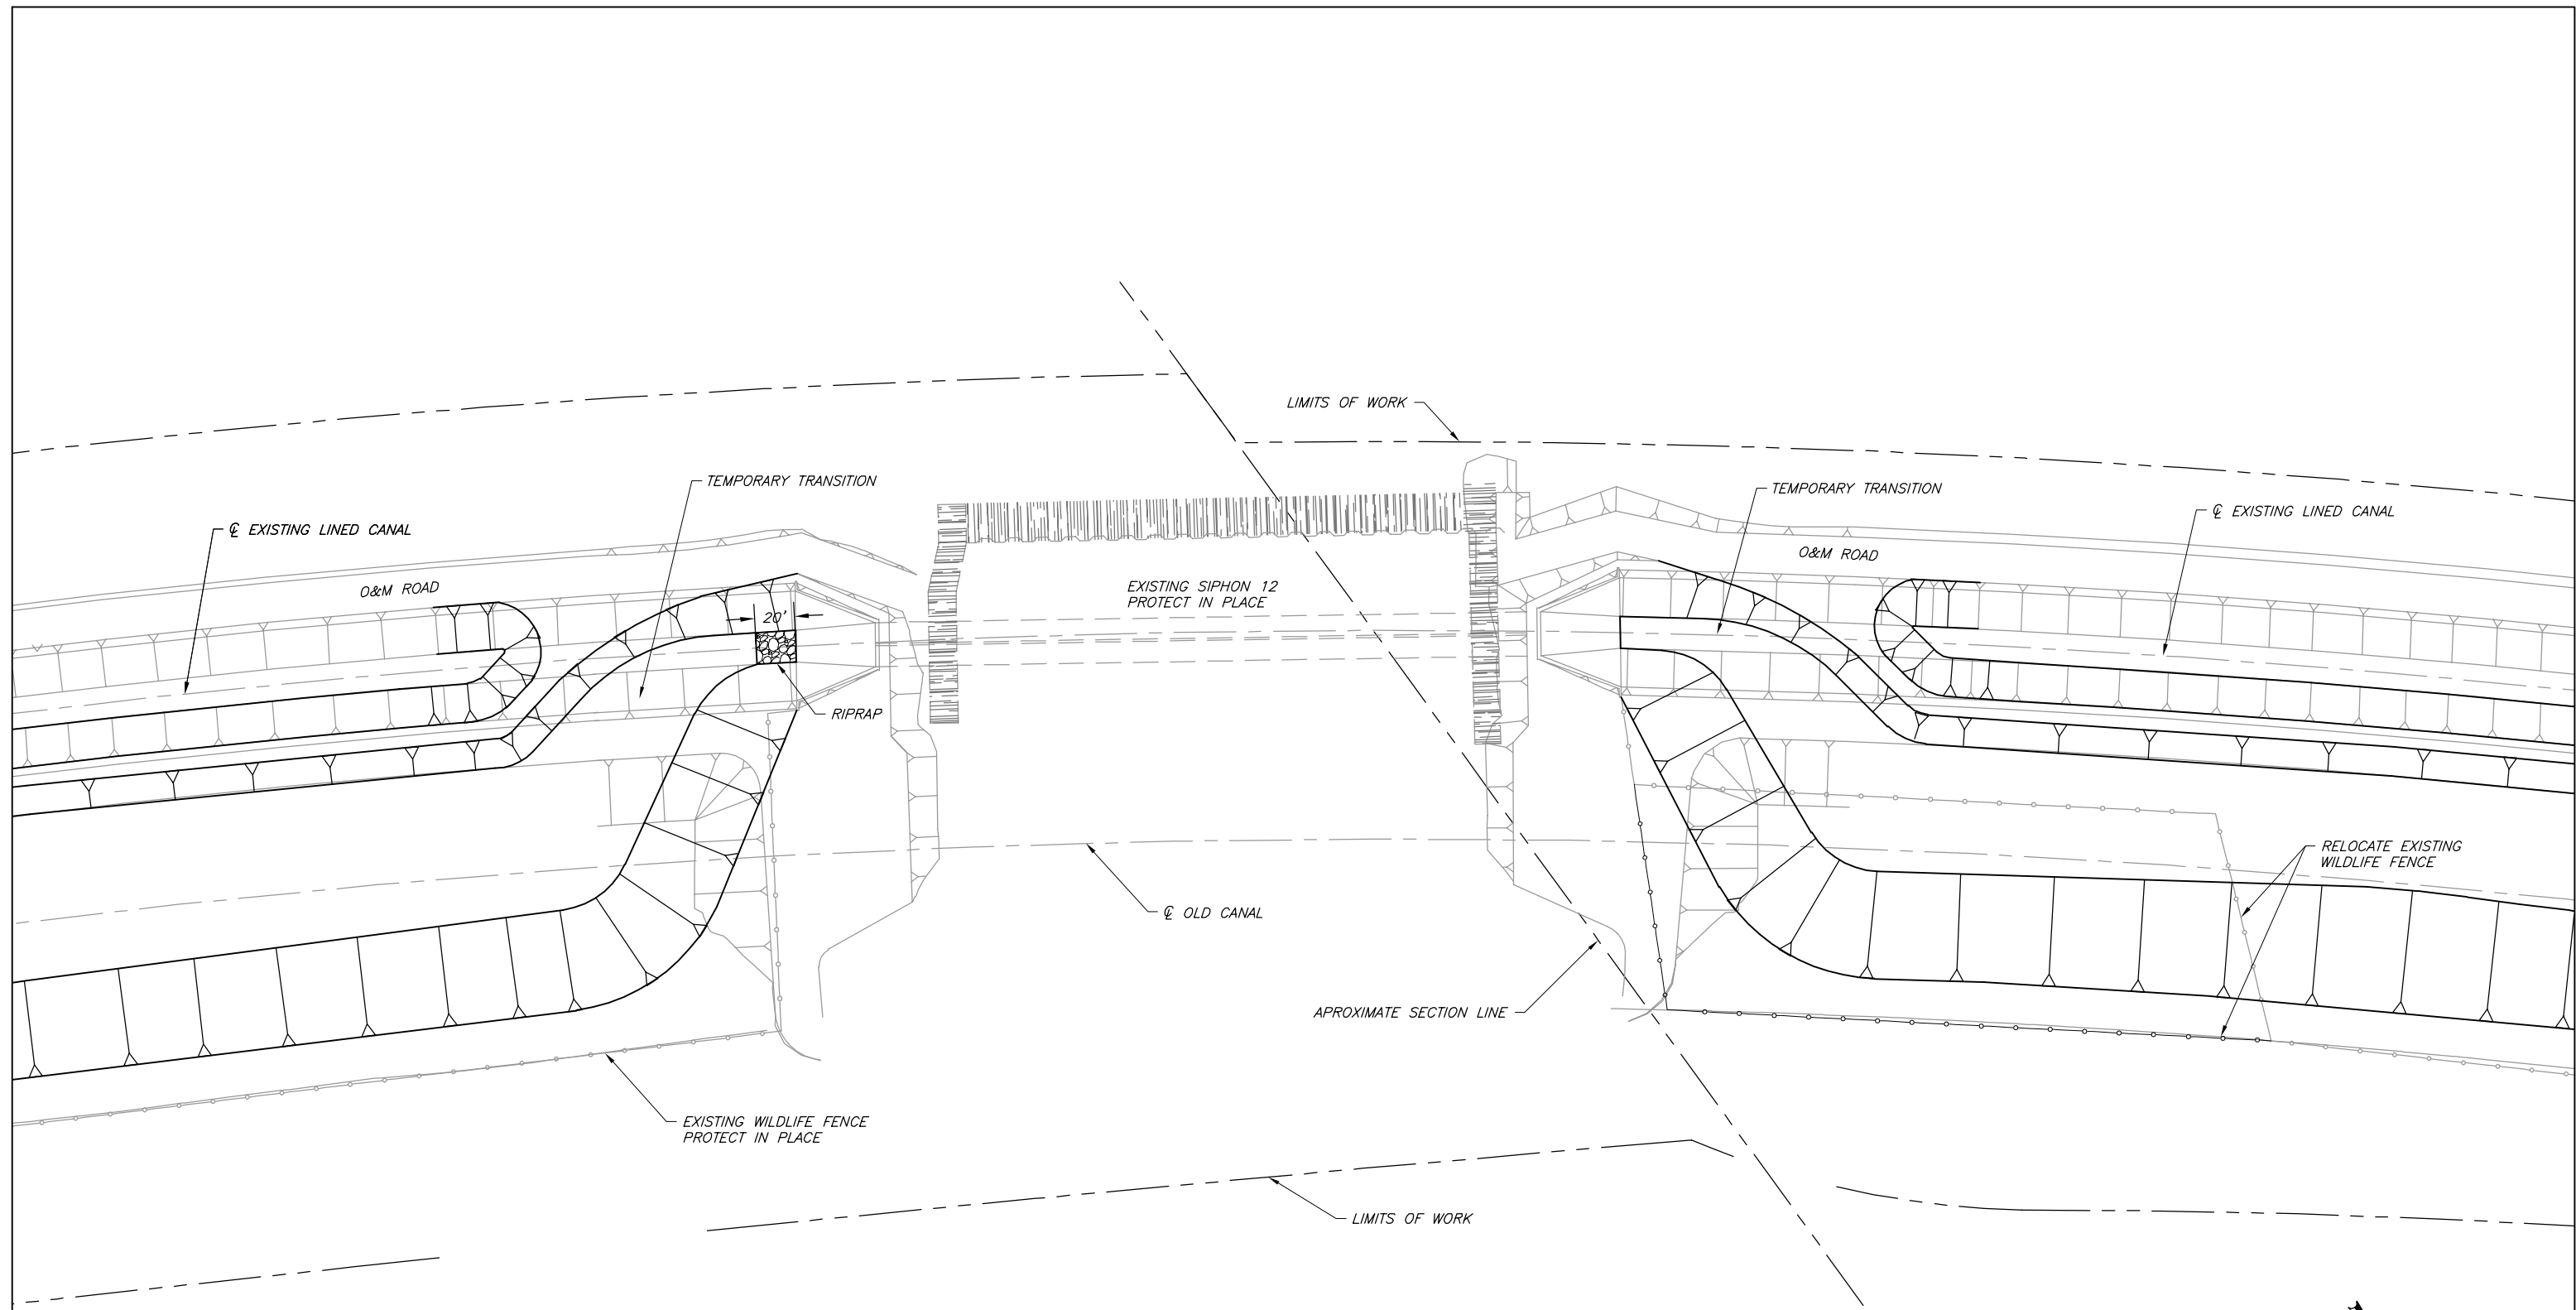 LIMITS OF WORK
TEMPORARY TRANSITION
TEMPORARY TRANSITION
℄ EXISTING LINED CANAL
℄ EXISTING LINED CANAL
O&M ROAD
O&M ROAD
EXISTING SIPHON 12
PROTECT IN PLACE
20'
RIPRAP
RELOCATE EXISTING
WILDLIFE FENCE
℄ OLD CANAL
APROXIMATE SECTION LINE
EXISTING WILDLIFE FENCE
PROTECT IN PLACE
LIMITS OF WORK